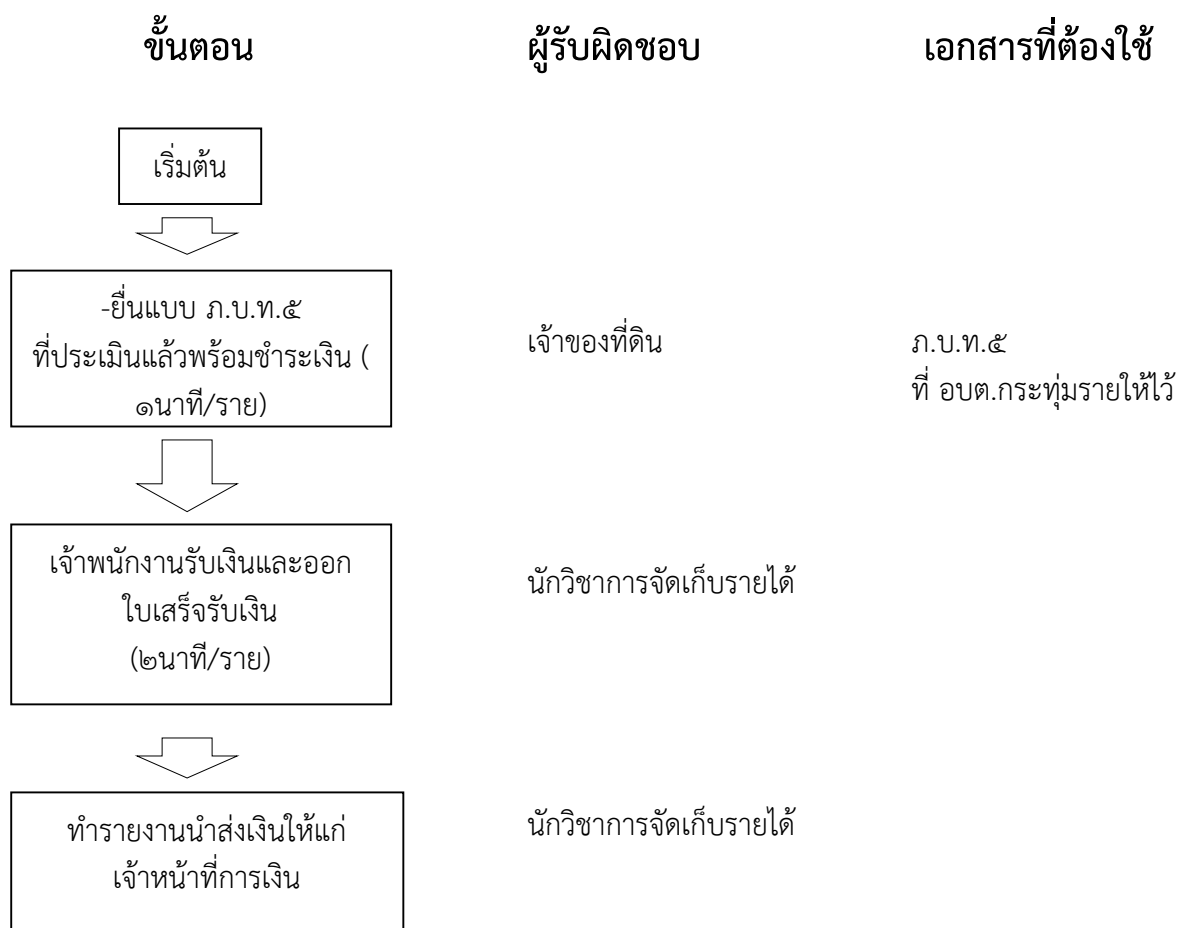 ขั้นตอน ผู้รับผิดชอบ เอกสารที่ต้องใช้
เริ่มต้น
-ยื่นแบบ ภ.บ.ท.๕
ที่ประเมินแล้วพร้อมชำระเงิน (
๑นาที/ราย)
เจ้าของที่ดิน
ภ.บ.ท.๕
ที่ อบต.กระทุ่มรายให้ไว้
เจ้าพนักงานรับเงินและออก
ใบเสร็จรับเงิน
(๒นาที/ราย)
นักวิชาการจัดเก็บรายได้
ทำรายงานนำส่งเงินให้แก่
เจ้าหน้าที่การเงิน
นักวิชาการจัดเก็บรายได้